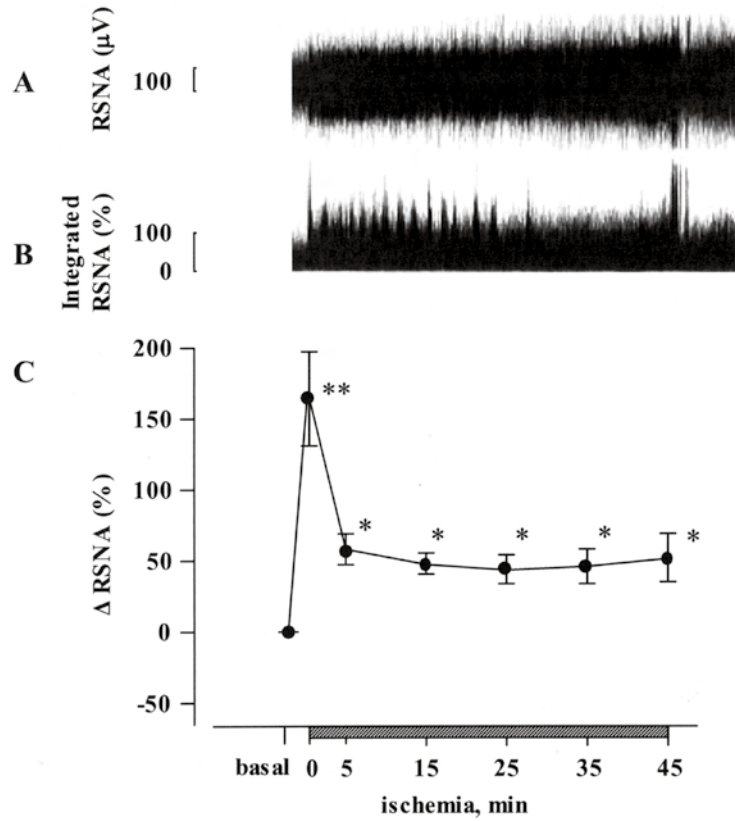 A
RSNA (µV)
100
B
Integrated
RSNA (%)
100
0
C
Δ RSNA (%)
200
150
100
50
0
-50
**
*
*
*
*
*
basal 0 5 15 25 35 45
ischemia, min